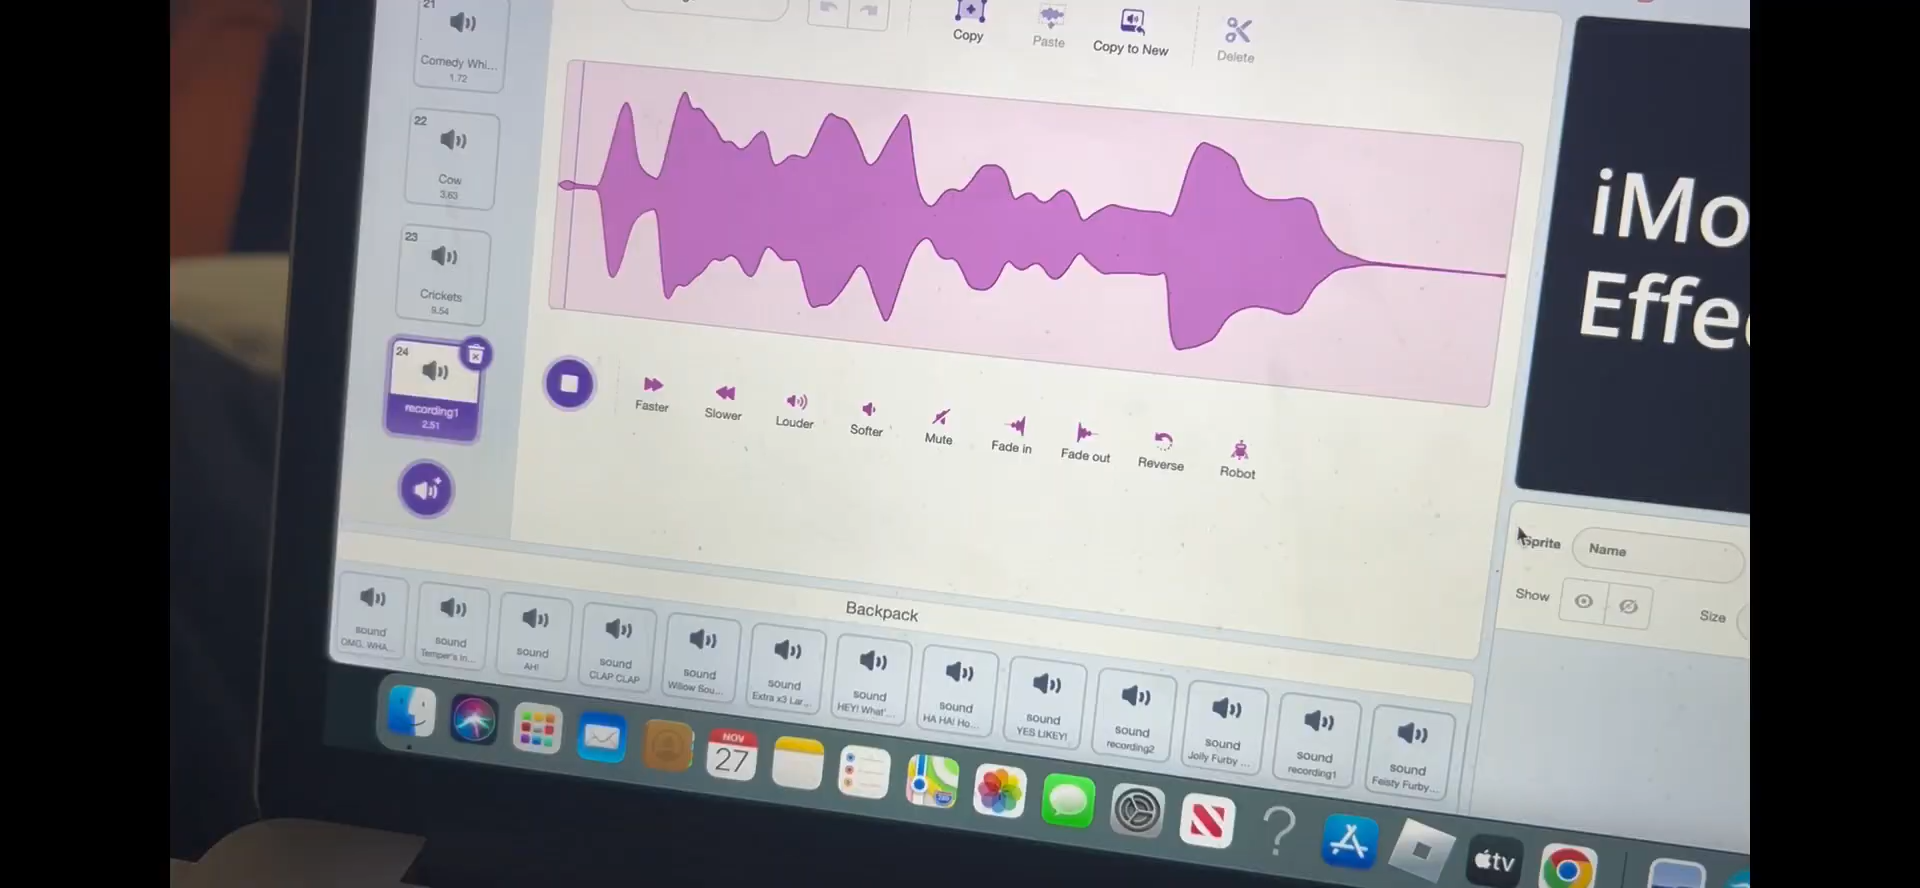 21
Comedy Whi...
1.72
22
Cow
3.63
23
Crickets
9.54
24
recording1
2.51
Copy
Paste
Copy to New
Delete
Faster
Slower
Louder
Softer
Mute
Fade in
Fade out
Reverse
Robot
iMo
Effe
Sprite
Name
Show
Size
Backpack
sound
OMG, WHA...
sound
Temper's In...
sound
AH!
sound
CLAP CLAP
sound
Willow Sou...
sound
Extra x3 Lar...
sound
HEY! What'...
sound
HA HA! Ho...
sound
YES LIKEY!
sound
recording2
sound
Jolly Furby ...
sound
recording1
sound
Feisty Furby...
NOV
27
tv